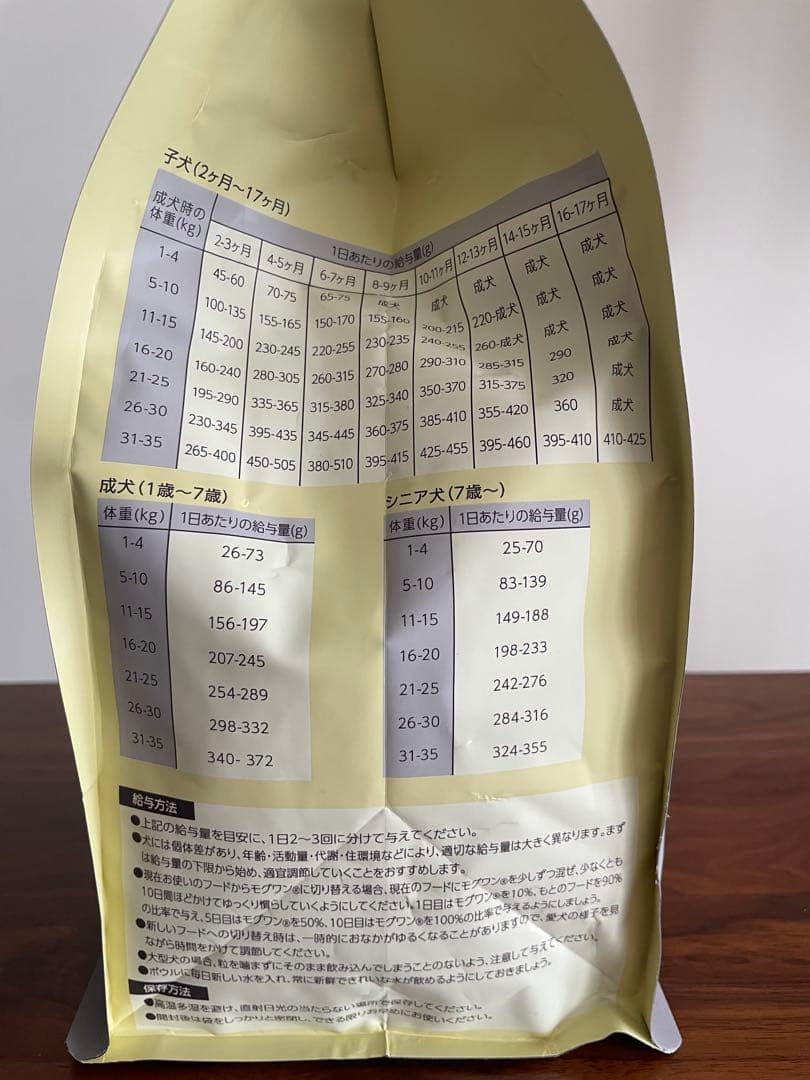 子犬(2ヶ月〜17ヶ月)
成犬時の体重(kg) 1日あたりの給与量(g)
2-3ヶ月 4-5ヶ月 6-7ヶ月 8-9ヶ月 10-11ヶ月 12-13ヶ月 14-15ヶ月 16-17ヶ月
1-4 45-60 70-75 65-75 成犬 成犬 成犬 成犬 成犬
5-10 100-135 155-165 150-170 155-160 200-215 220-成犬 成犬 成犬
11-15 145-200 230-245 220-255 230-235 240-255 260-成犬 成犬 成犬
16-20 160-240 280-305 260-315 270-280 290-310 285-315 290 成犬
21-25 195-290 335-365 315-380 325-340 350-370 315-375 320
26-30 230-345 395-435 345-445 360-375 385-410 355-420 360 成犬
31-35 265-400 450-505 380-510 395-415 425-455 395-460 395-410 410-425
成犬(1歳〜7歳)
体重(kg) 1日あたりの給与量(g)
1-4 26-73
5-10 86-145
11-15 156-197
16-20 207-245
21-25 254-289
26-30 298-332
31-35 340- 372
シニア犬(7歳〜)
体重(kg) 1日あたりの給与量(g)
1-4 25-70
5-10 83-139
11-15 149-188
16-20 198-233
21-25 242-276
26-30 284-316
31-35 324-355
給与方法
●上記の給与量を目安に、1日2〜3回に分けて与えてください。
●犬には個体差があり、年齢・活動量・代謝・住環境などにより、適切な給与量は大きく異なります。まず
は給与量の下限から始め、適宜調節していくことをおすすめします。
●現在お使いのフードからモグワン®に切り替える場合、現在のフードにモグワン®を少しずつ混ぜ、少なくとも
10日間ほどかけてゆっくり慣らしていくようにしてください。1日目はモグワン®を10%、もとのフードを90%
の比率で与え、5日目はモグワン®を50%、10日目はモグワン®を100%の比率で与えるようにしましょう。
●新しいフードへの切り替え時は、一時的におなかがゆるくなることがありますので、愛犬の様子を見
ながら時間をかけて調節してください。
●大型犬の場合、粒を噛まずにそのまま飲み込んでしまうことのないよう、注意して与えてください。
●ボウルに毎日新しい水を入れ、常に新鮮できれいな水が飲めるようにしておきましょう。
保存方法
●高温多湿を避け、直射日光の当たらない場所で保存してください。
●開封後は袋をしっかりと密閉し、できる限りお早めにお使いください。